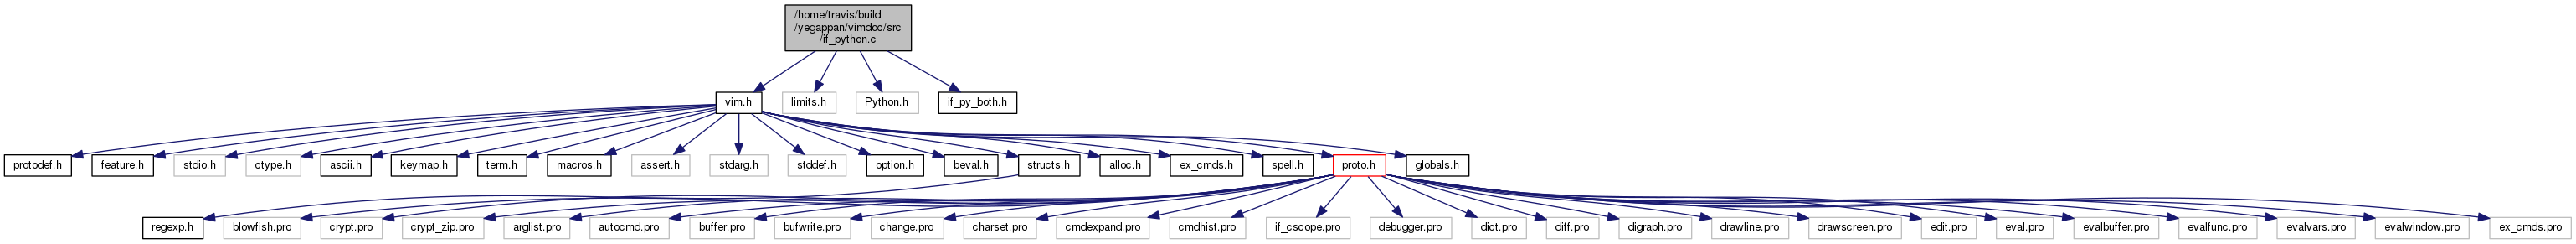 /home/travis/build
/yegappan/vimdoc/src
/if_python.c
vim.h
limits.h
Python.h
if_py_both.h
protodef.h
feature.h
stdio.h
ctype.h
ascii.h
keymap.h
term.h
macros.h
assert.h
stdarg.h
stddef.h
option.h
beval.h
structs.h
alloc.h
ex_cmds.h
spell.h
proto.h
globals.h
regexp.h
blowfish.pro
crypt.pro
crypt_zip.pro
arglist.pro
autocmd.pro
buffer.pro
bufwrite.pro
change.pro
charset.pro
cmdexpand.pro
cmdhist.pro
if_cscope.pro
debugger.pro
dict.pro
diff.pro
digraph.pro
drawline.pro
drawscreen.pro
edit.pro
eval.pro
evalbuffer.pro
evalfunc.pro
evalvars.pro
evalwindow.pro
ex_cmds.pro